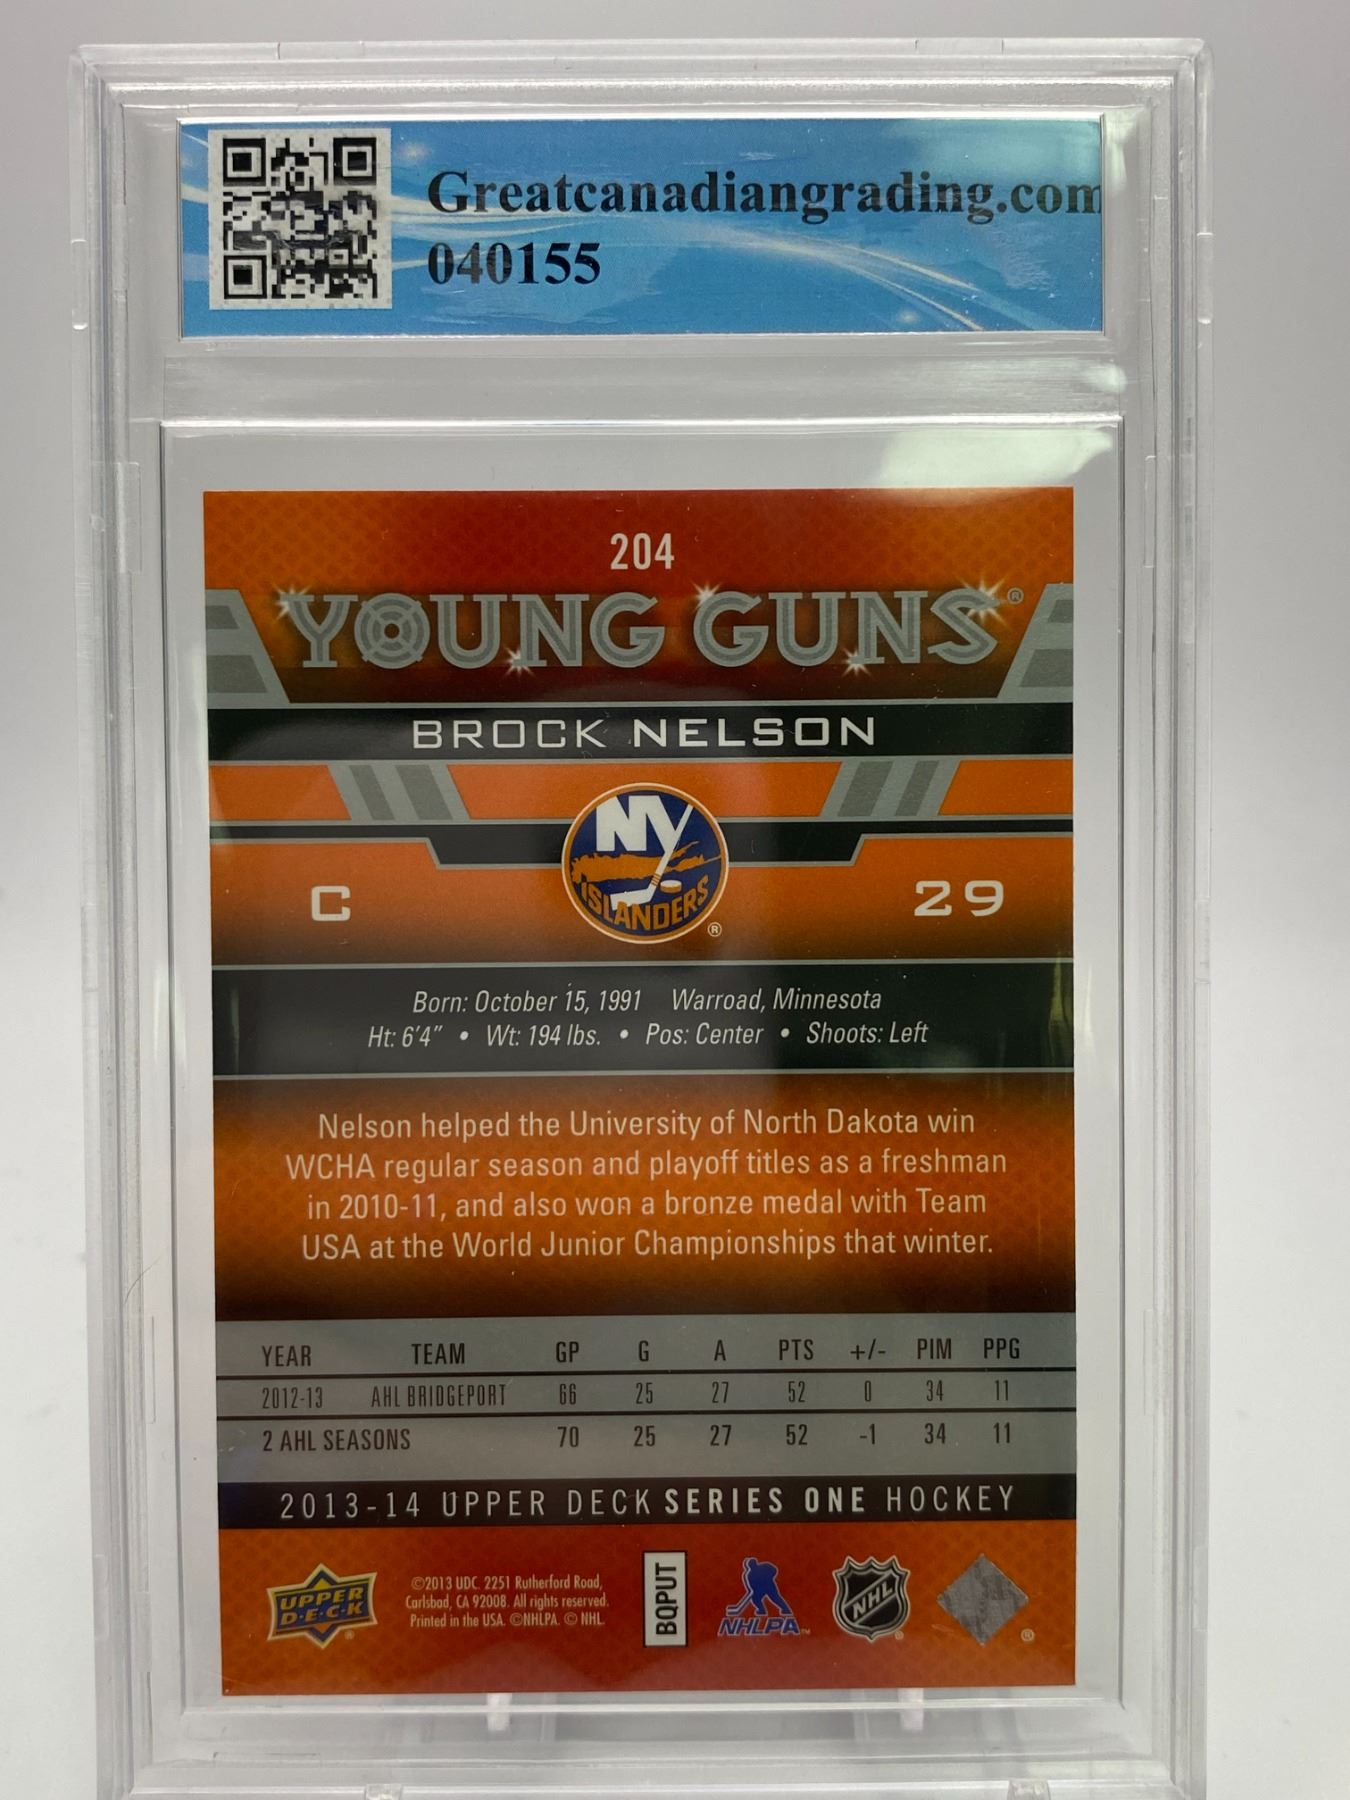 Greatcanadiangrading.com
040155
204
YOUNG GUNS®
BROCK NELSON
C
NY
ISLANDERS
®
29
Born: October 15, 1991 Warroad, Minnesota
Ht: 6'4" • Wt: 194 lbs. • Pos: Center • Shoots: Left
Nelson helped the University of North Dakota win
WCHA regular season and playoff titles as a freshman
in 2010-11, and also won a bronze medal with Team
USA at the World Junior Championships that winter.
YEAR TEAM GP G A PTS +/- PIM PPG
2012-13 AHL BRIDGEPORT 66 25 27 52 0 34 11
2 AHL SEASONS 70 25 27 52 -1 34 11
2013-14 UPPER DECK SERIES ONE HOCKEY
UPPER
D·E·C·K
®
©2013 UDC. 2251 Rutherford Road,
Carlsbad, CA 92008. All rights reserved.
Printed in the USA. ©NHLPA. © NHL.
BQPUT
NHLPA™
NHL
®
®